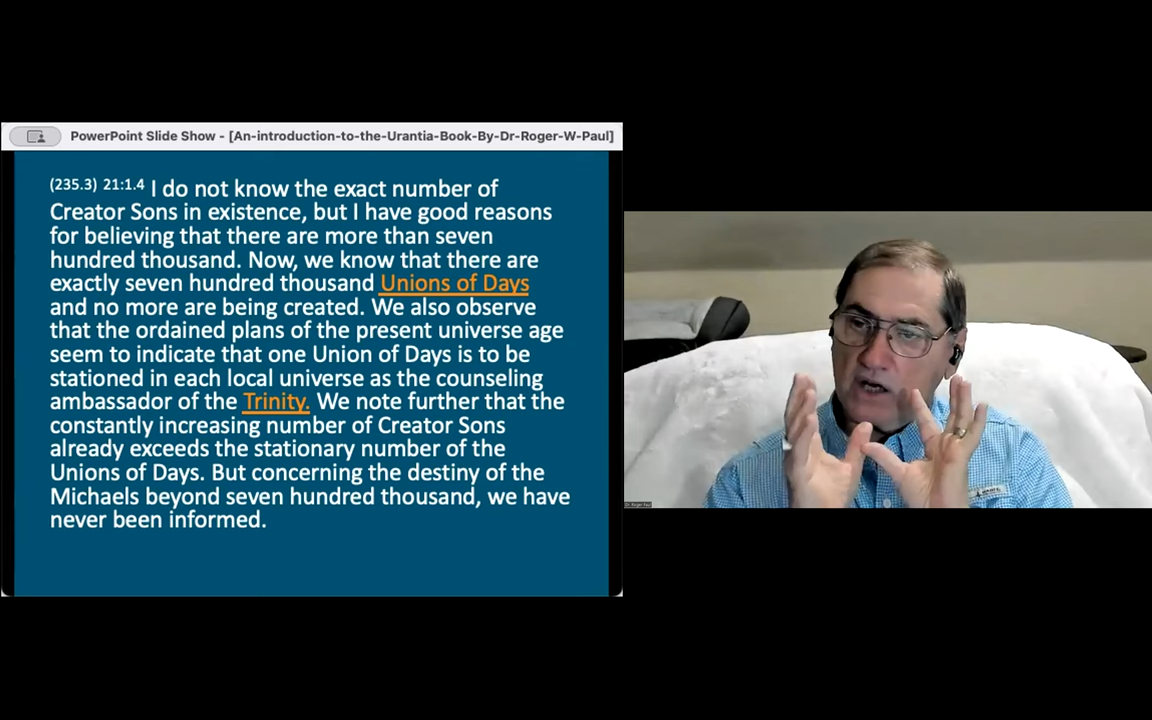 PowerPoint Slide Show - [An-introduction-to-the-Urantia-Book-By-Dr-Roger-W-Paul]
(235.3) 21:1.4 I do not know the exact number of
Creator Sons in existence, but I have good reasons
for believing that there are more than seven
hundred thousand. Now, we know that there are
exactly seven hundred thousand Unions of Days
and no more are being created. We also observe
that the ordained plans of the present universe age
seem to indicate that one Union of Days is to be
stationed in each local universe as the counseling
ambassador of the Trinity. We note further that the
constantly increasing number of Creator Sons
already exceeds the stationary number of the
Unions of Days. But concerning the destiny of the
Michaels beyond seven hundred thousand, we have
never been informed.
Dr. Roger Paul